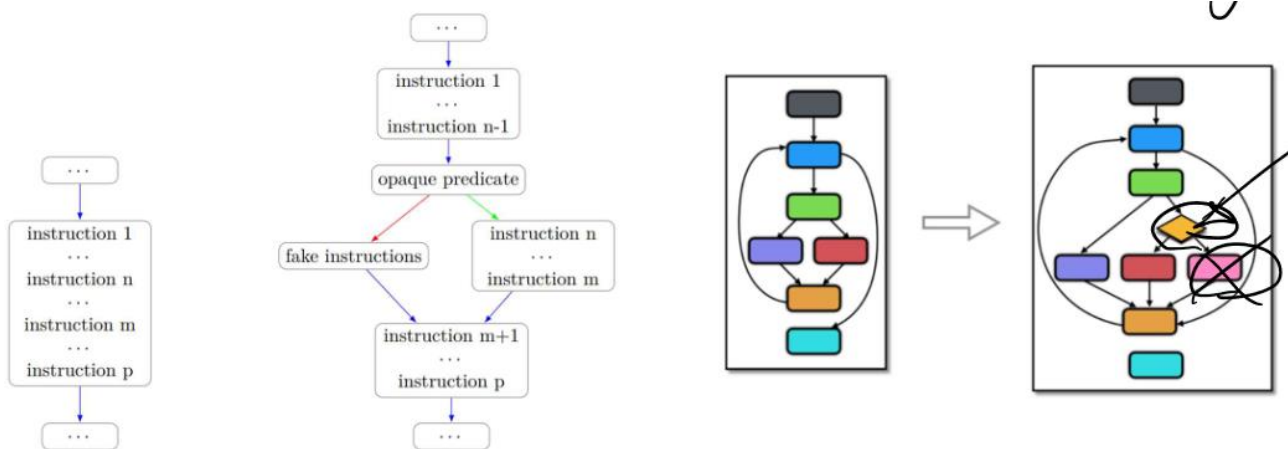 ...
instruction 1
...
instruction n
...
instruction m
...
instruction p
...
...
instruction 1
...
instruction n-1
opaque predicate
fake instructions
instruction n
...
instruction m
instruction m+1
...
instruction p
...